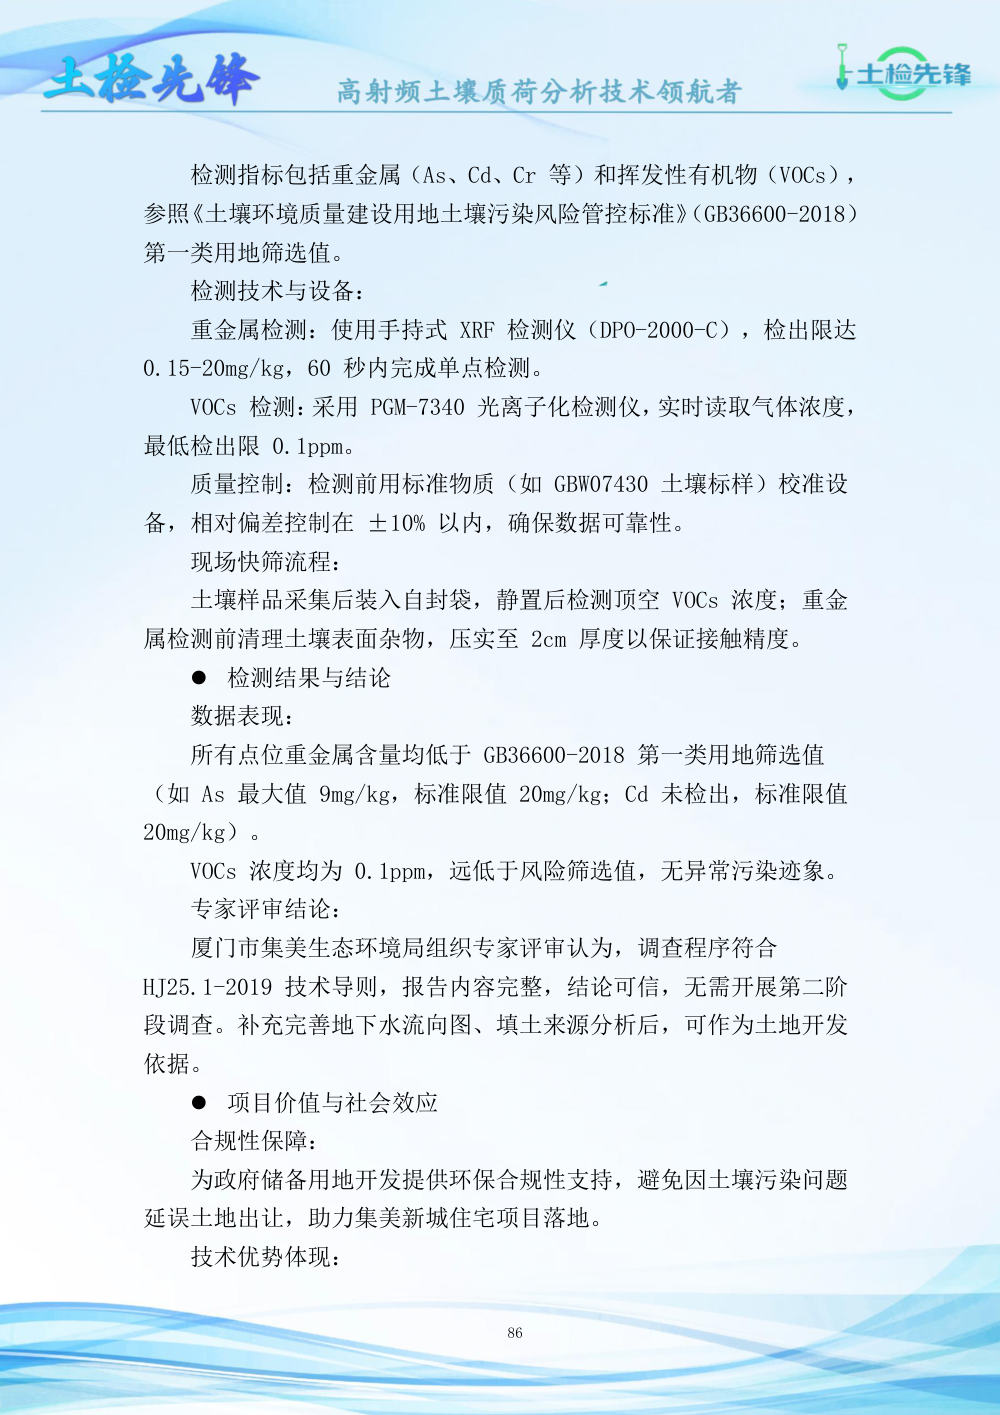 土检先锋
高射频土壤质荷分析技术领航者
土检先锋
检测指标包括重金属（As、Cd、Cr 等）和挥发性有机物（VOCs），
参照《土壤环境质量建设用地土壤污染风险管控标准》（GB36600-2018）
第一类用地筛选值。
检测技术与设备：
重金属检测：使用手持式 XRF 检测仪（DPO-2000-C），检出限达
0.15-20mg/kg，60 秒内完成单点检测。
VOCs 检测：采用 PGM-7340 光离子化检测仪，实时读取气体浓度，
最低检出限 0.1ppm。
质量控制：检测前用标准物质（如 GBW07430 土壤标样）校准设
备，相对偏差控制在 ±10% 以内，确保数据可靠性。
现场快筛流程：
土壤样品采集后装入自封袋，静置后检测顶空 VOCs 浓度；重金
属检测前清理土壤表面杂物，压实至 2cm 厚度以保证接触精度。
● 检测结果与结论
数据表现：
所有点位重金属含量均低于 GB36600-2018 第一类用地筛选值
（如 As 最大值 9mg/kg，标准限值 20mg/kg；Cd 未检出，标准限值
20mg/kg）。
VOCs 浓度均为 0.1ppm，远低于风险筛选值，无异常污染迹象。
专家评审结论：
厦门市集美生态环境局组织专家评审认为，调查程序符合
HJ25.1-2019 技术导则，报告内容完整，结论可信，无需开展第二阶
段调查。补充完善地下水流向图、填土来源分析后，可作为土地开发
依据。
● 项目价值与社会效应
合规性保障：
为政府储备用地开发提供环保合规性支持，避免因土壤污染问题
延误土地出让，助力集美新城住宅项目落地。
技术优势体现：
86